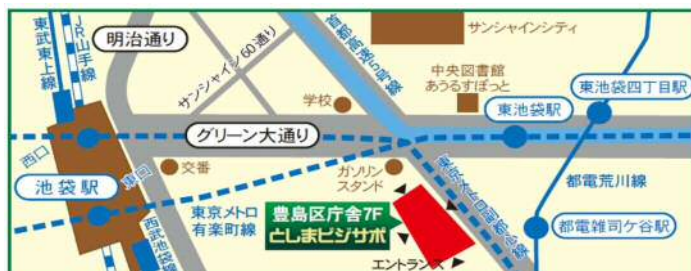 東武東上線
JR山手線
明治通り
サンシャイン60通り
首都高速5号線
サンシャインシティ
中央図書館
あうるすぽっと
東池袋四丁目駅
学校
東池袋駅
グリーン大通り
西口
東口
交番
ガソリン
スタンド
池袋駅
東京メトロ
有楽町線
西武池袋線
豊島区庁舎7F
としまビジサポ
エントランス
東京メトロ副都心線
都電荒川線
都電雑司ケ谷駅